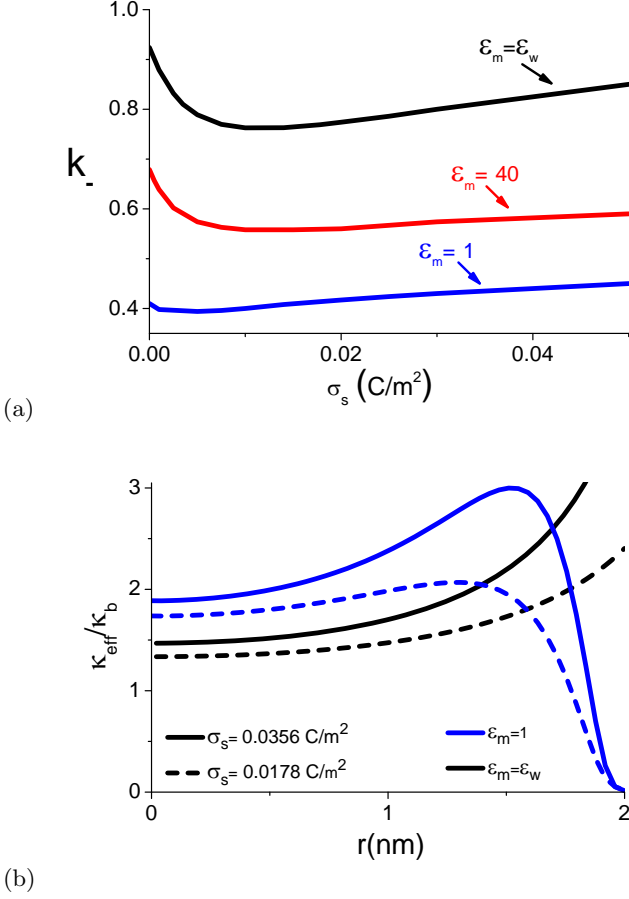 1.0
ε_m=ε_w
0.8
k_-
ε_m= 40
0.6
ε_m= 1
0.4
0.00 0.02 0.04
σ_s (C/m²)
(a)
3
2
κ_eff/κ_b
1
σ_s= 0.0356 C/m² ε_m=1
σ_s= 0.0178 C/m² ε_m=ε_w
0
0 1 2
r(nm)
(b)